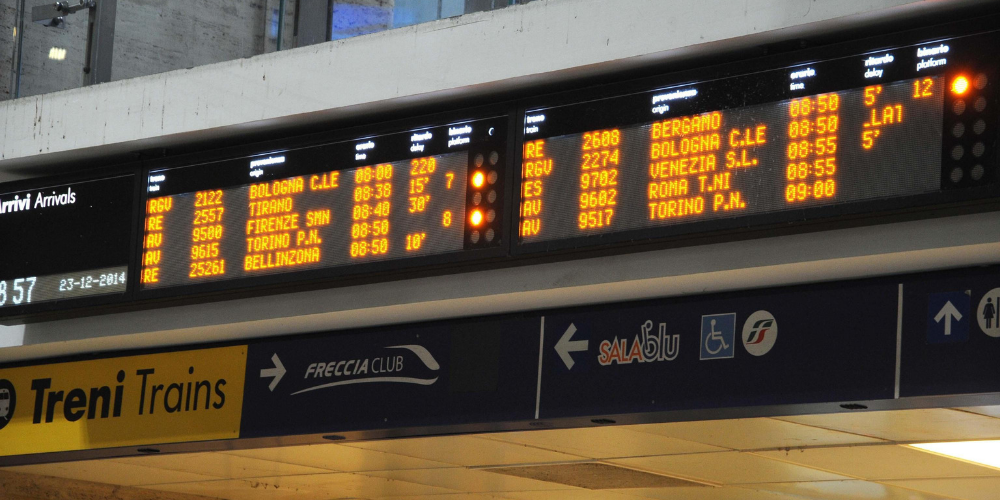 Arrivi Arrivals
8 57 23-12-2014
treno provenienza orario ritardo binario
train origin time delay platform
RGV 2122 BOLOGNA C.LE 08:00 220
RE 2557 TIRANO 08:38 15' 7
AV 9500 FIRENZE SMN 08:40 30'
AV 9615 TORINO P.N. 08:50 8
RE 25261 BELLINZONA 08:50 10'
treno provenienza orario ritardo binario
train origin time delay platform
RE 2608 BERGAMO 08:50 5' 12
RGV 2274 BOLOGNA C.LE 08:50
ES 9702 VENEZIA S.L. 08:55 5'
AV 9602 ROMA T.NI 08:55
AV 9517 TORINO P.N. 09:00
Treni Trains
FRECCIACLUB
SALABlu